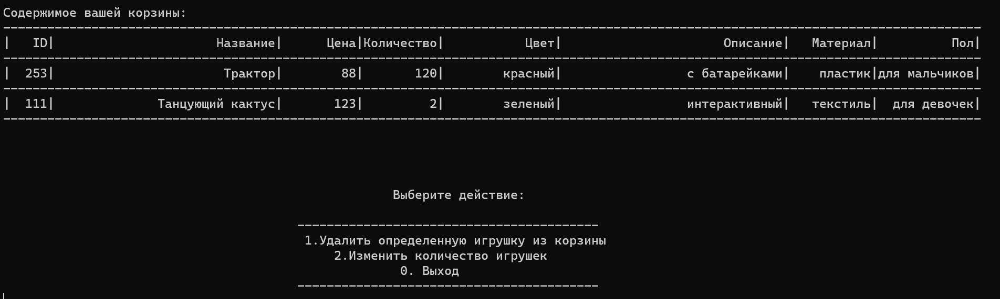 Содержимое вашей корзины:
| ID| Название| Цена|Количество| Цвет| Описание| Материал| Пол|
| 253| Трактор| 88| 120| красный| с батарейками| пластик|для мальчиков|
| 111| Танцующий кактус| 123| 2| зеленый| интерактивный| текстиль| для девочек|
Выберите действие:
1.Удалить определенную игрушку из корзины
2.Изменить количество игрушек
0. Выход